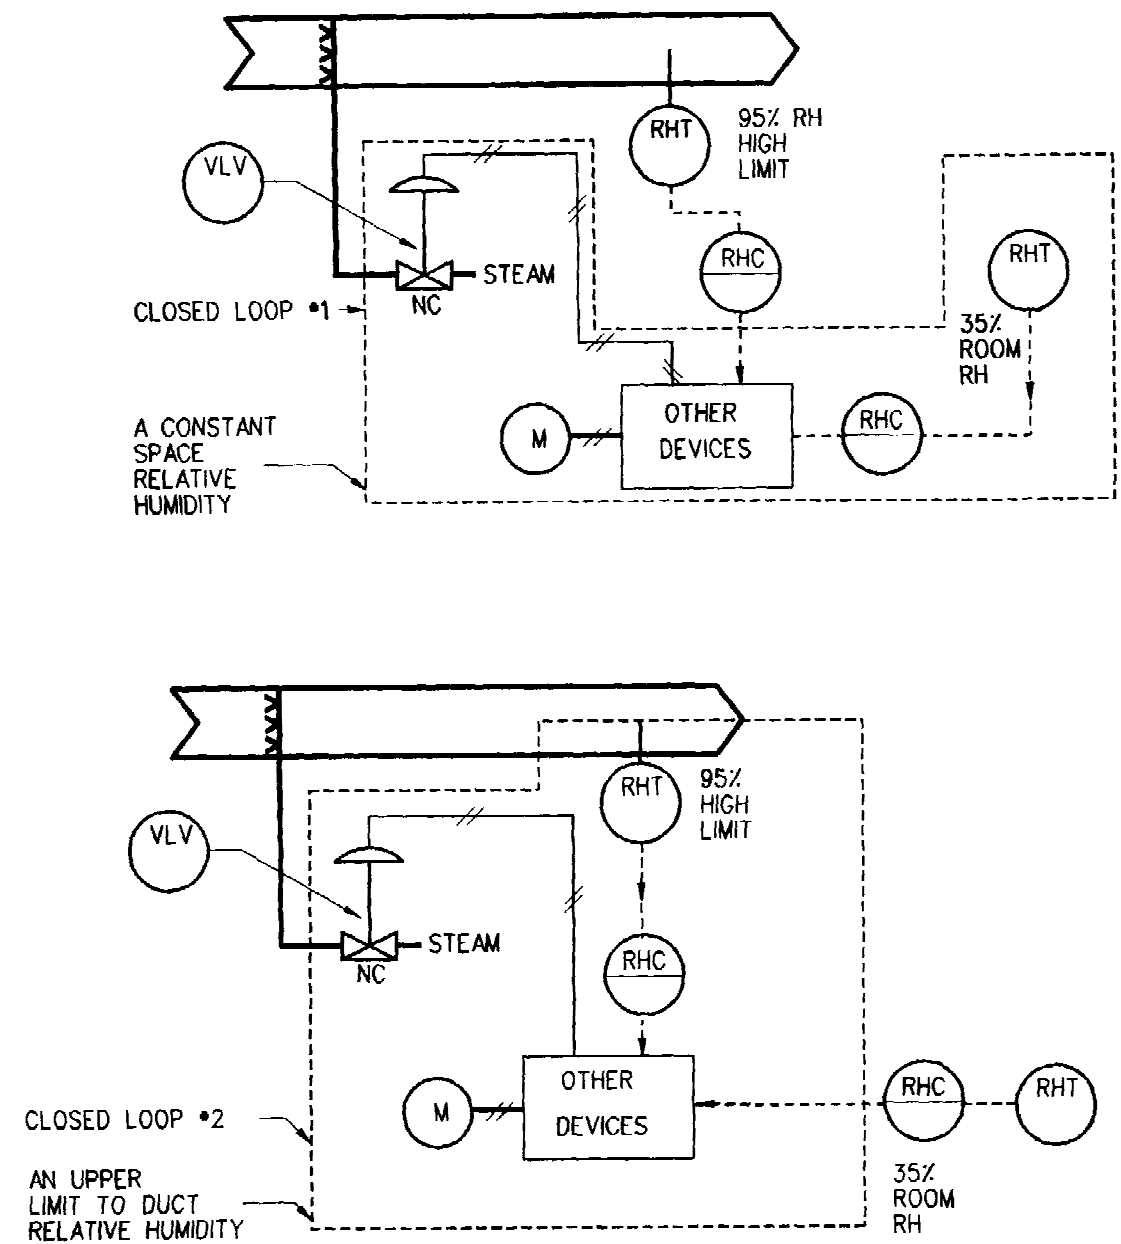 RHT
95% RH
HIGH
LIMIT
VLV
RHC
RHT
STEAM
NC
CLOSED LOOP #1
35%
ROOM
RH
OTHER
DEVICES
M
RHC
A CONSTANT
SPACE
RELATIVE
HUMIDITY
RHT
95%
HIGH
LIMIT
VLV
STEAM
NC
RHC
OTHER
DEVICES
M
RHC
RHT
CLOSED LOOP #2
35%
ROOM
RH
AN UPPER
LIMIT TO DUCT
RELATIVE HUMIDITY